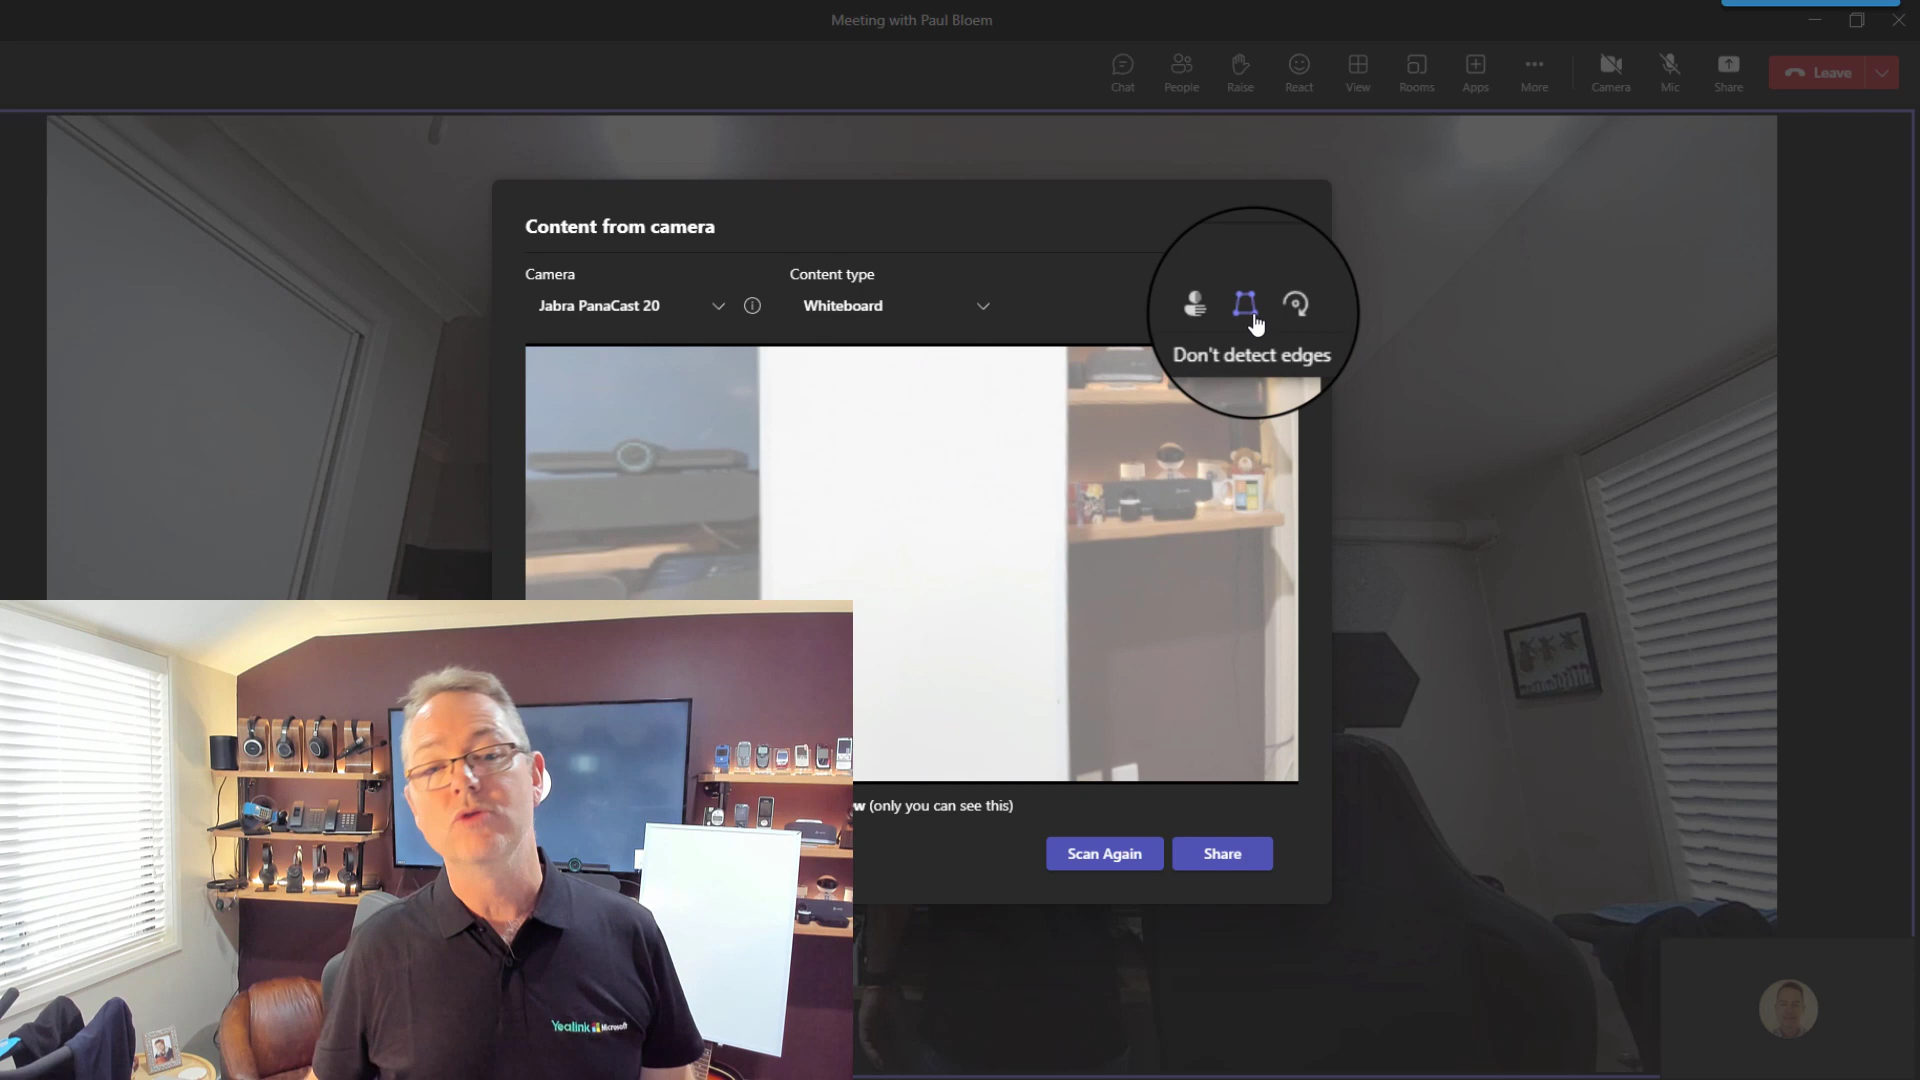 Meeting with Paul Bloem
Chat
People
Raise
React
View
Rooms
Apps
More
Camera
Mic
Share
Leave
Content from camera
Camera
Content type
Jabra PanaCast 20
Whiteboard
Don't detect edges
w (only you can see this)
Scan Again
Share
Yealink Microsoft